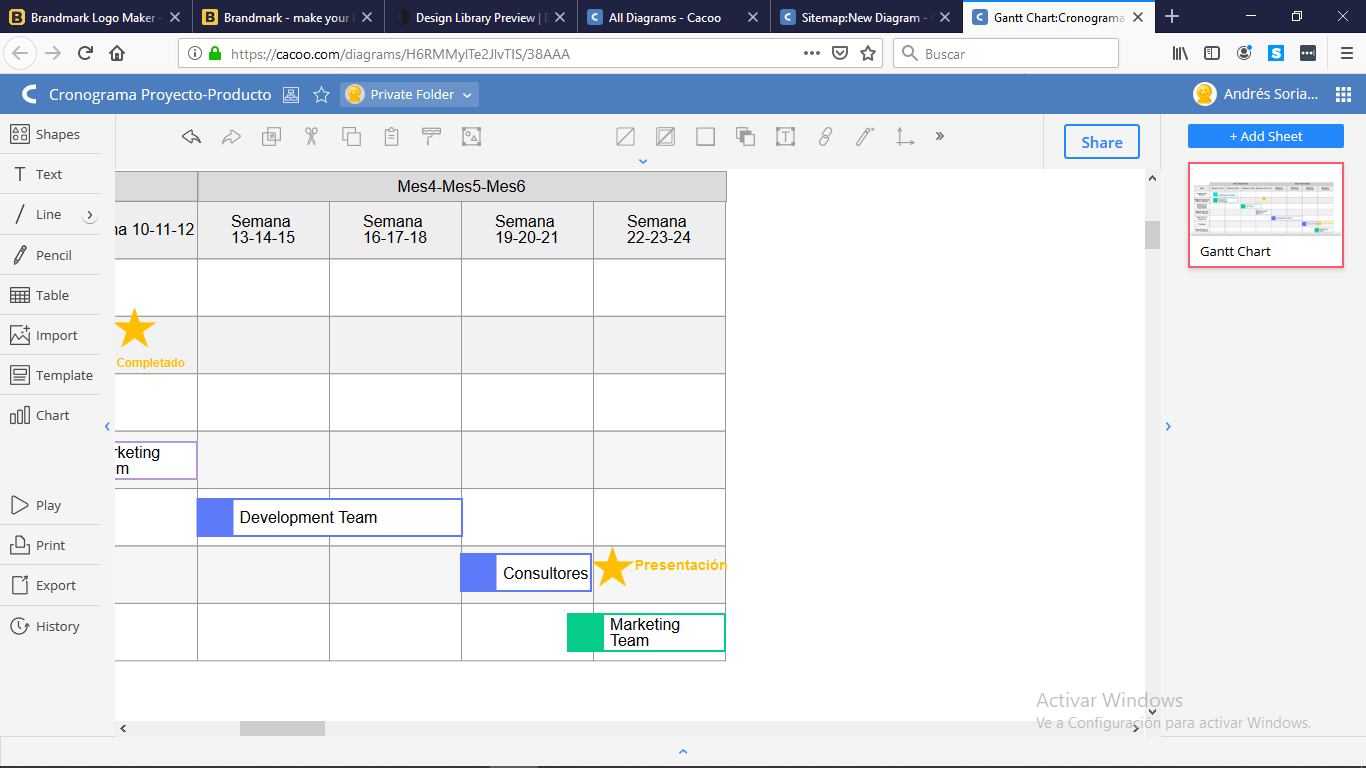 Brandmark Logo Maker -
Brandmark - make your
Design Library Preview |
All Diagrams - Cacoo
Sitemap:New Diagram -
Gantt Chart:Cronograma
https://cacoo.com/diagrams/H6RMMyITe2JIvTIS/38AAA
Buscar
Cronograma Proyecto-Producto
Private Folder
Andrés Soria...
Shapes
Text
Line
Pencil
Table
Import
Template
Chart
Play
Print
Export
History
Share
+ Add Sheet
Gantt Chart
Mes4-Mes5-Mes6
na 10-11-12
Semana
13-14-15
Semana
16-17-18
Semana
19-20-21
Semana
22-23-24
Completado
rketing
m
Development Team
Consultores
Presentación
Marketing
Team
Activar Windows
Ve a Configuración para activar Windows.